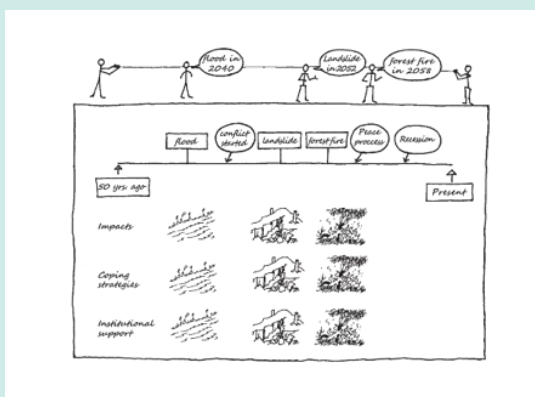 flood in
2040
Landslide
in 2052
forest fire
in 2058
flood
conflict
started
landslide
forest fire
Peace
proccess
Recession
50 yrs. ago
Present
Impacts
Coping
strategies
Institutional
support